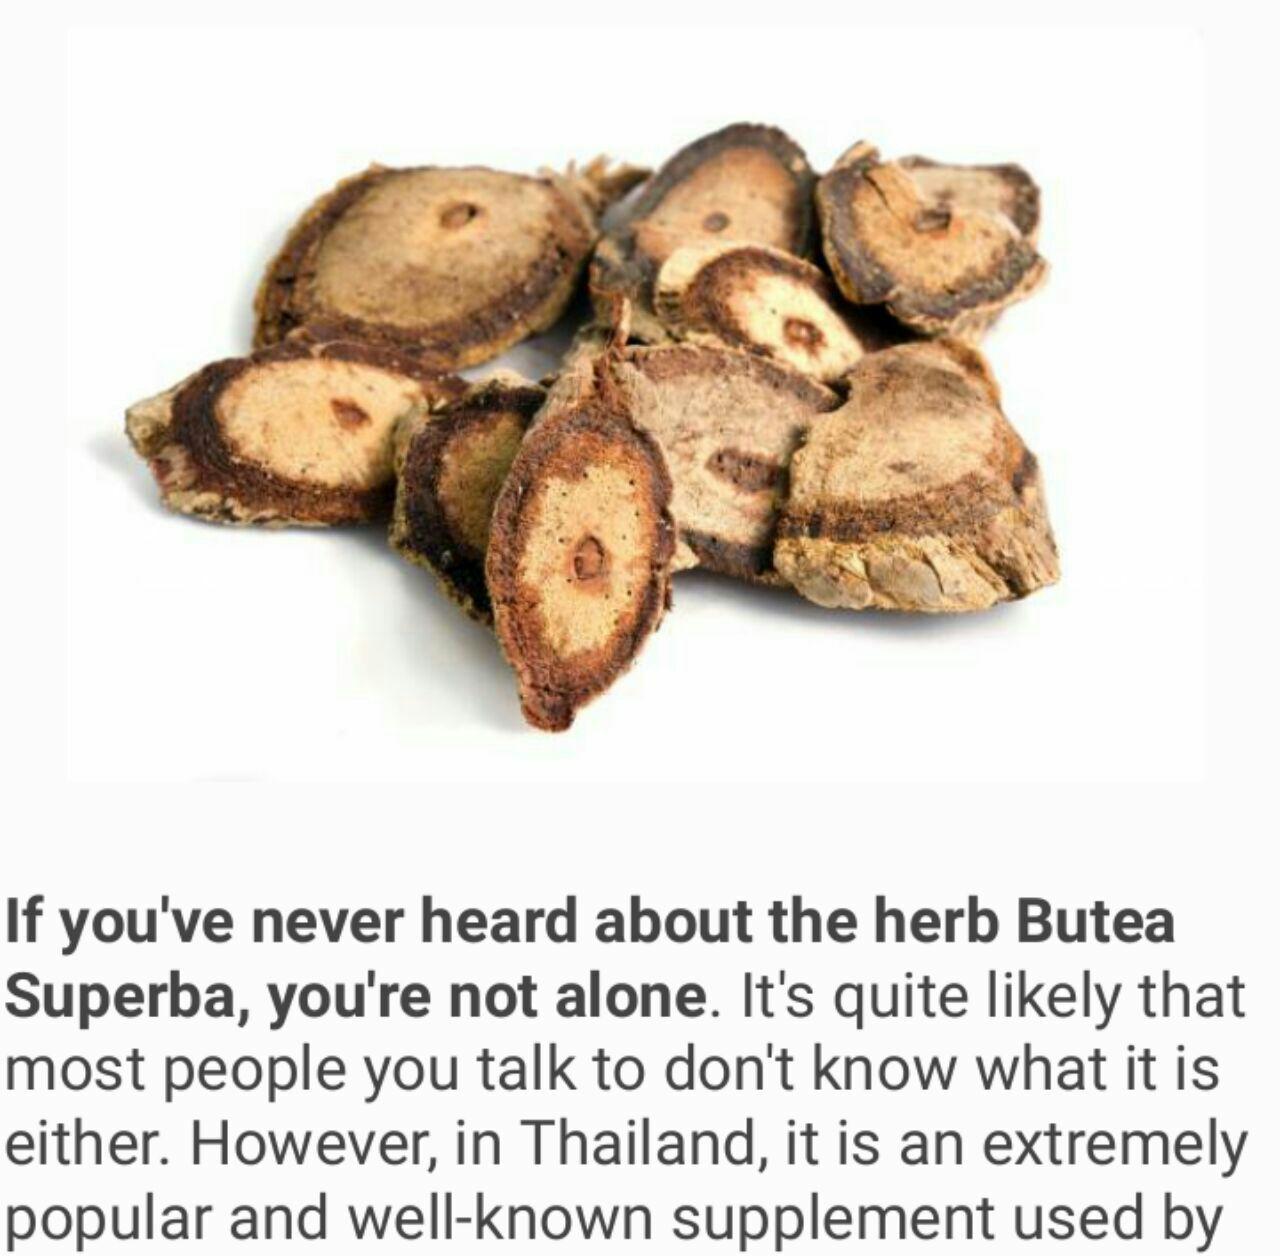 If you've never heard about the herb Butea
Superba, you're not alone. It's quite likely that
most people you talk to don't know what it is
either. However, in Thailand, it is an extremely
popular and well-known supplement used by